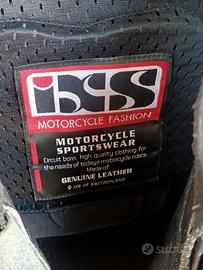 ixs
MOTORCYCLE FASHION
MOTORCYCLE
SPORTSWEAR
Circuit born, high quality clothing for
the needs of todays motorcycle riders.
Made of
GENUINE LEATHER
© IXS OF SWITZERLAND
subito